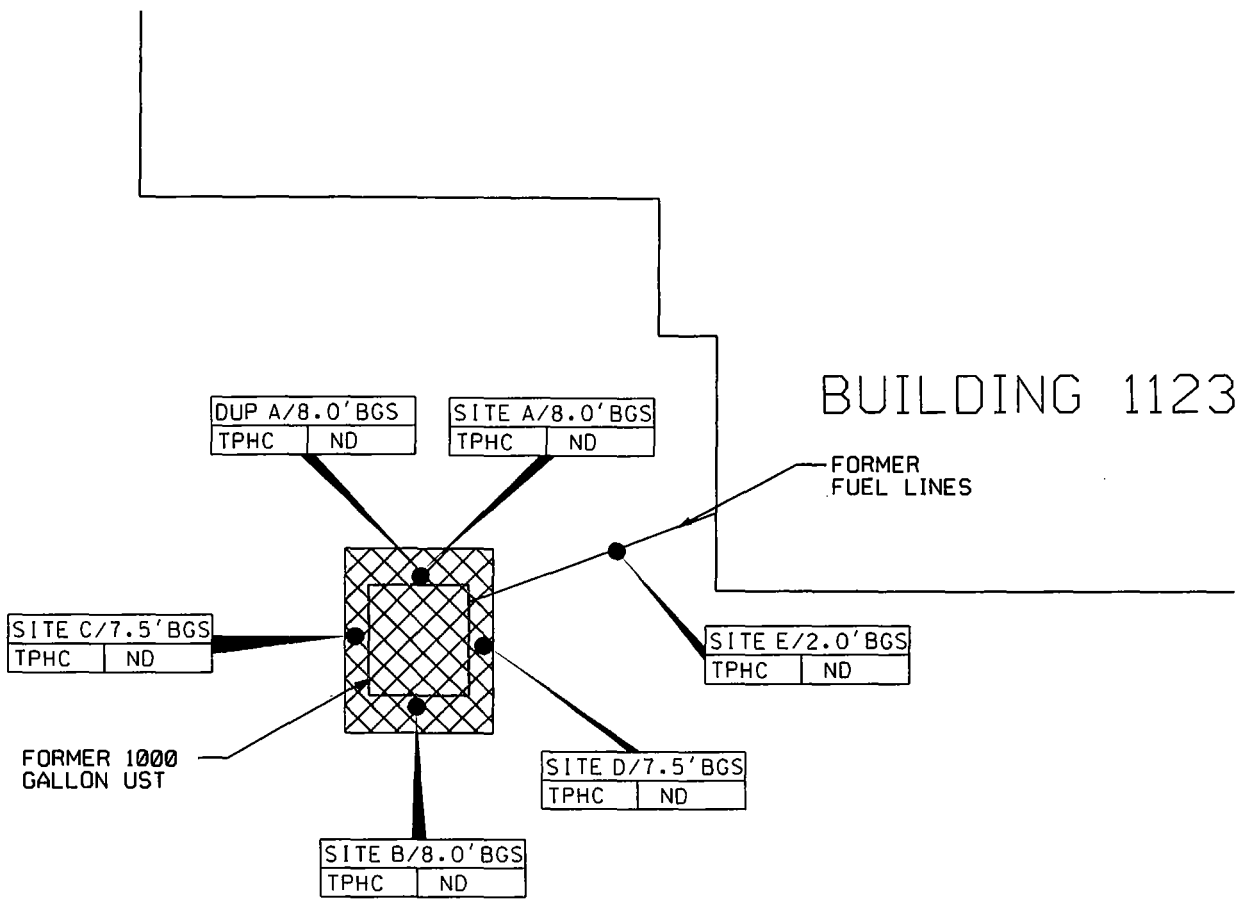 BUILDING 1123
DUP A/8.0'BGS
TPHC ND
SITE A/8.0'BGS
TPHC ND
FORMER
FUEL LINES
SITE C/7.5'BGS
TPHC ND
SITE E/2.0'BGS
TPHC ND
FORMER 1000
GALLON UST
SITE D/7.5'BGS
TPHC ND
SITE B/8.0'BGS
TPHC ND